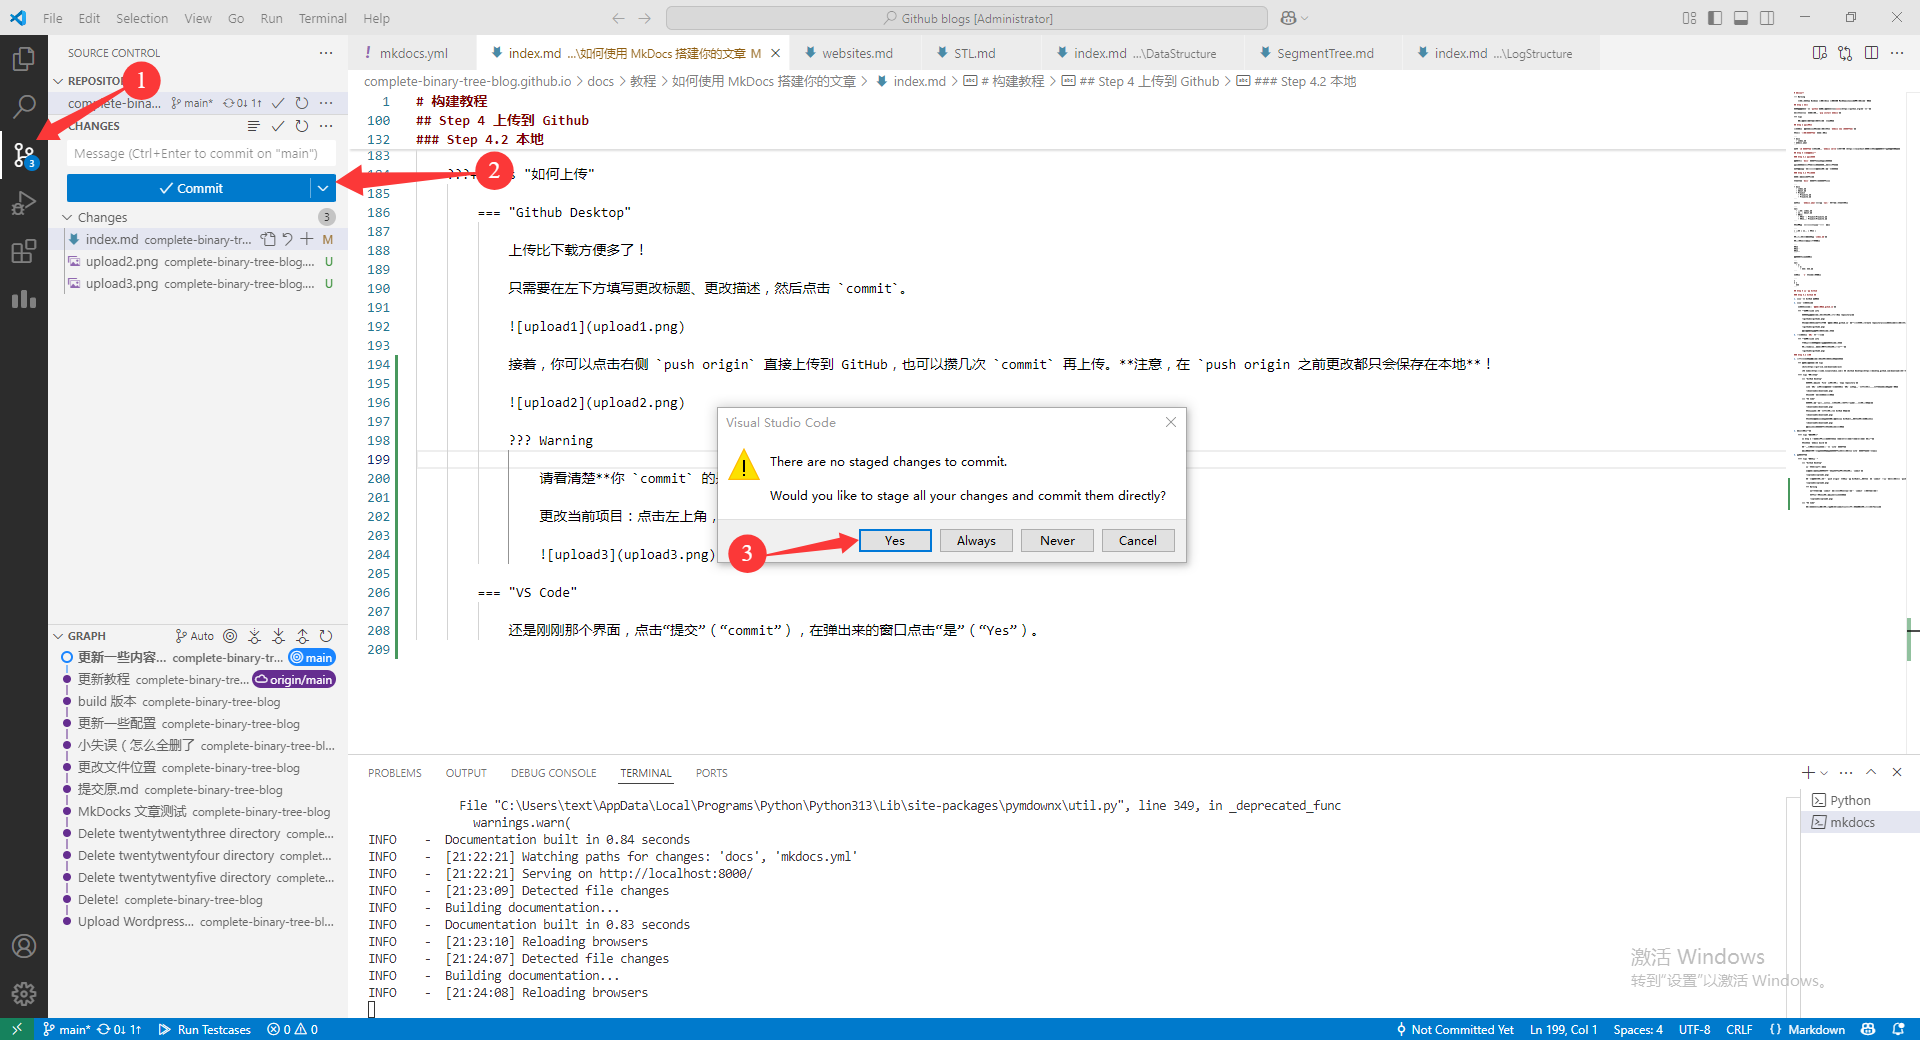 File Edit Selection View Go Run Terminal Help
Github blogs [Administrator]
SOURCE CONTROL
REPOSITO
1
complete-bina... main* 0↓ 1↑
CHANGES
Message (Ctrl+Enter to commit on "main")
Commit
2
3
Changes 3
index.md complete-binary-tr... M
upload2.png complete-binary-tree-blog.... U
upload3.png complete-binary-tree-blog.... U
GRAPH Auto
更新一些内容... complete-binary-tr... main
更新教程 complete-binary-tre... origin/main
build 版本 complete-binary-tree-blog
更新一些配置 complete-binary-tree-blog
小失误（怎么全删了 complete-binary-tree-bl...
更改文件位置 complete-binary-tree-blog
提交原.md complete-binary-tree-blog
MkDocks 文章测试 complete-binary-tree-blog
Delete twentytwentythree directory comple...
Delete twentytwentyfour directory complet...
Delete twentytwentyfive directory complete...
Delete! complete-binary-tree-blog
Upload Wordpress... complete-binary-tree-bl...
! mkdocs.yml index.md ...\如何使用 MkDocs 搭建你的文章 M websites.md STL.md index.md ...\DataStructure SegmentTree.md index.md ...\LogStructure
complete-binary-tree-blog.github.io > docs > 教程 > 如何使用 MkDocs 搭建你的文章 > index.md > # 构建教程 > ## Step 4 上传到 Github > ### Step 4.2 本地
1 # 构建教程
100 ## Step 4 上传到 Github
132 ### Step 4.2 本地
183
"如何上传"
185
186 === "Github Desktop"
187
188 上传比下载方便多了！
189
190 只需要在左下方填写更改标题、更改描述，然后点击 `commit`。
191
192 ![upload1](upload1.png)
193
194 接着，你可以点击右侧 `push origin` 直接上传到 GitHub，也可以攒几次 `commit` 再上传。**注意，在 `push origin 之前更改都只会保存在本地**！
195
196 ![upload2](upload2.png)
197
198 ??? Warning
199
200 请看清楚**你 `commit` 的
201
202 更改当前项目：点击左上角，
203
204 ![upload3](upload3.png)
205
206 === "VS Code"
207
208 还是刚刚那个界面，点击“提交”（“commit”），在弹出来的窗口点击“是”（“Yes”）。
209
Visual Studio Code
There are no staged changes to commit.
Would you like to stage all your changes and commit them directly?
3
Yes Always Never Cancel
PROBLEMS OUTPUT DEBUG CONSOLE TERMINAL PORTS
File "C:\Users\text\AppData\Local\Programs\Python\Python313\Lib\site-packages\pymdownx\util.py", line 349, in _deprecated_func
warnings.warn(
INFO - Documentation built in 0.84 seconds
INFO - [21:22:21] Watching paths for changes: 'docs', 'mkdocs.yml'
INFO - [21:22:21] Serving on http://localhost:8000/
INFO - [21:23:09] Detected file changes
INFO - Building documentation...
INFO - Documentation built in 0.83 seconds
INFO - [21:23:10] Reloading browsers
INFO - [21:24:07] Detected file changes
INFO - Building documentation...
INFO - [21:24:08] Reloading browsers
Python
mkdocs
激活 Windows
转到“设置”以激活 Windows。
main* 0↓ 1↑ Run Testcases 0 0
Not Committed Yet Ln 199, Col 1 Spaces: 4 UTF-8 CRLF {} Markdown